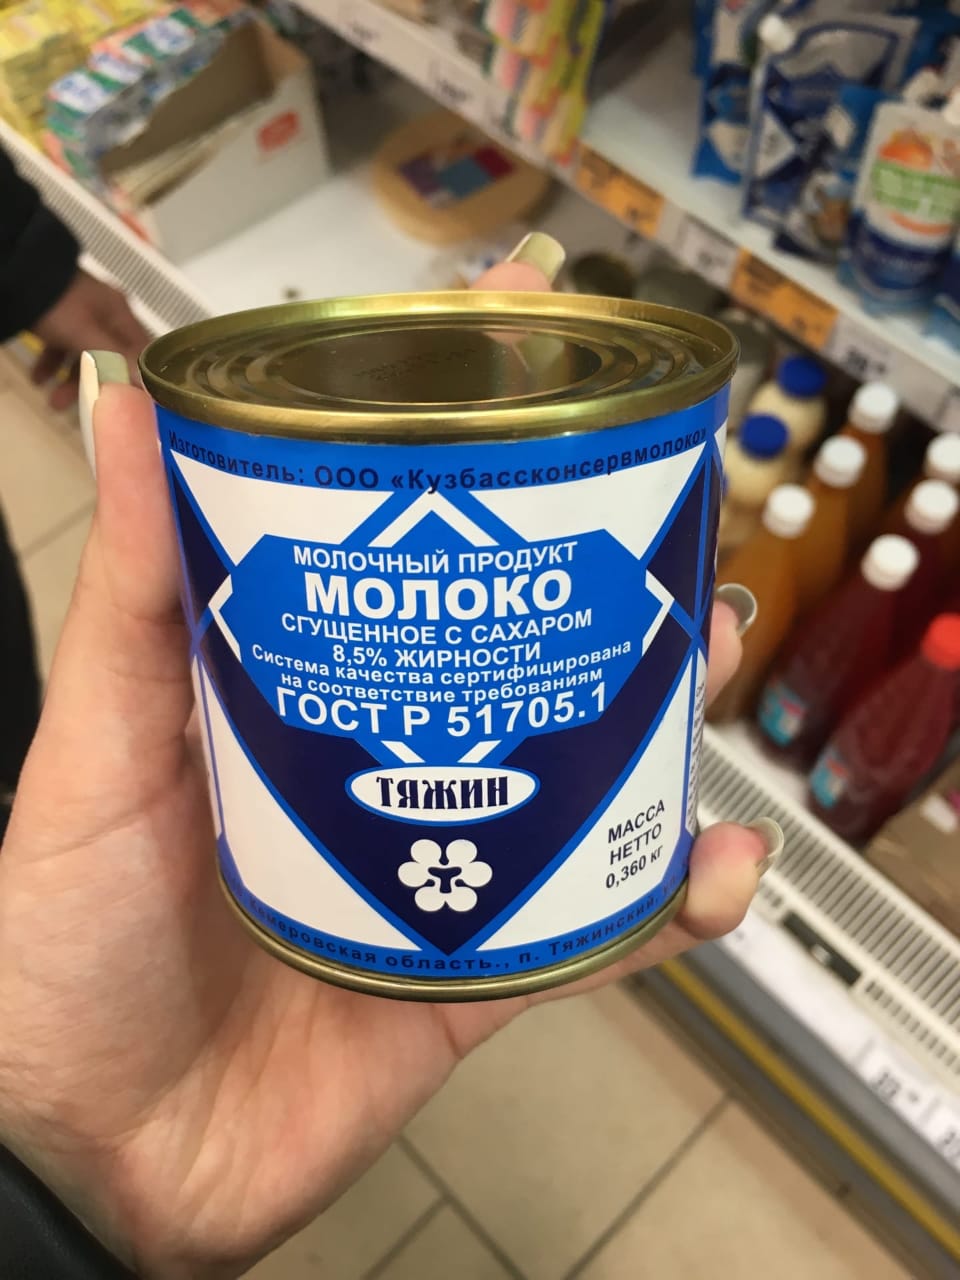 Изготовитель: ООО «Кузбассконсервмолоко»
МОЛОЧНЫЙ ПРОДУКТ
МОЛОКО
СГУЩЕННОЕ С САХАРОМ
8,5% ЖИРНОСТИ
Система качества сертифицирована
на соответствие требованиям
ГОСТ Р 51705.1
ТЯЖИН
Т
МАССА
НЕТТО
0,360 кг
Кемеровская область., п. Тяжинский,